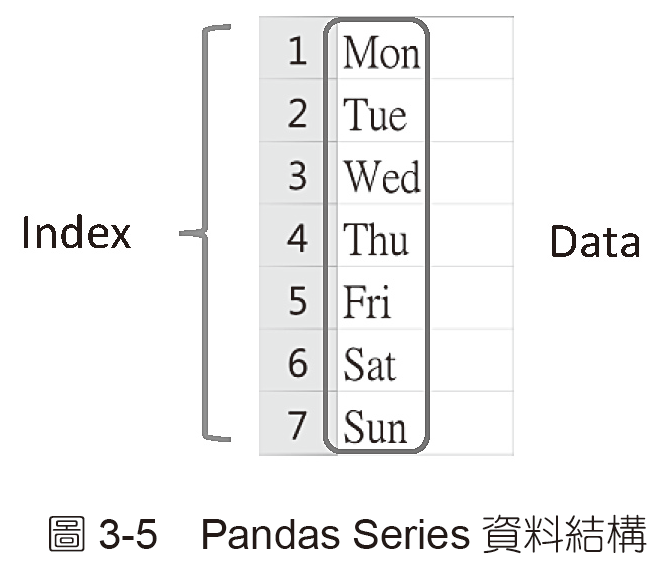 1 Mon
2 Tue
3 Wed
Index 4 Thu Data
5 Fri
6 Sat
7 Sun
圖 3-5 Pandas Series 資料結構